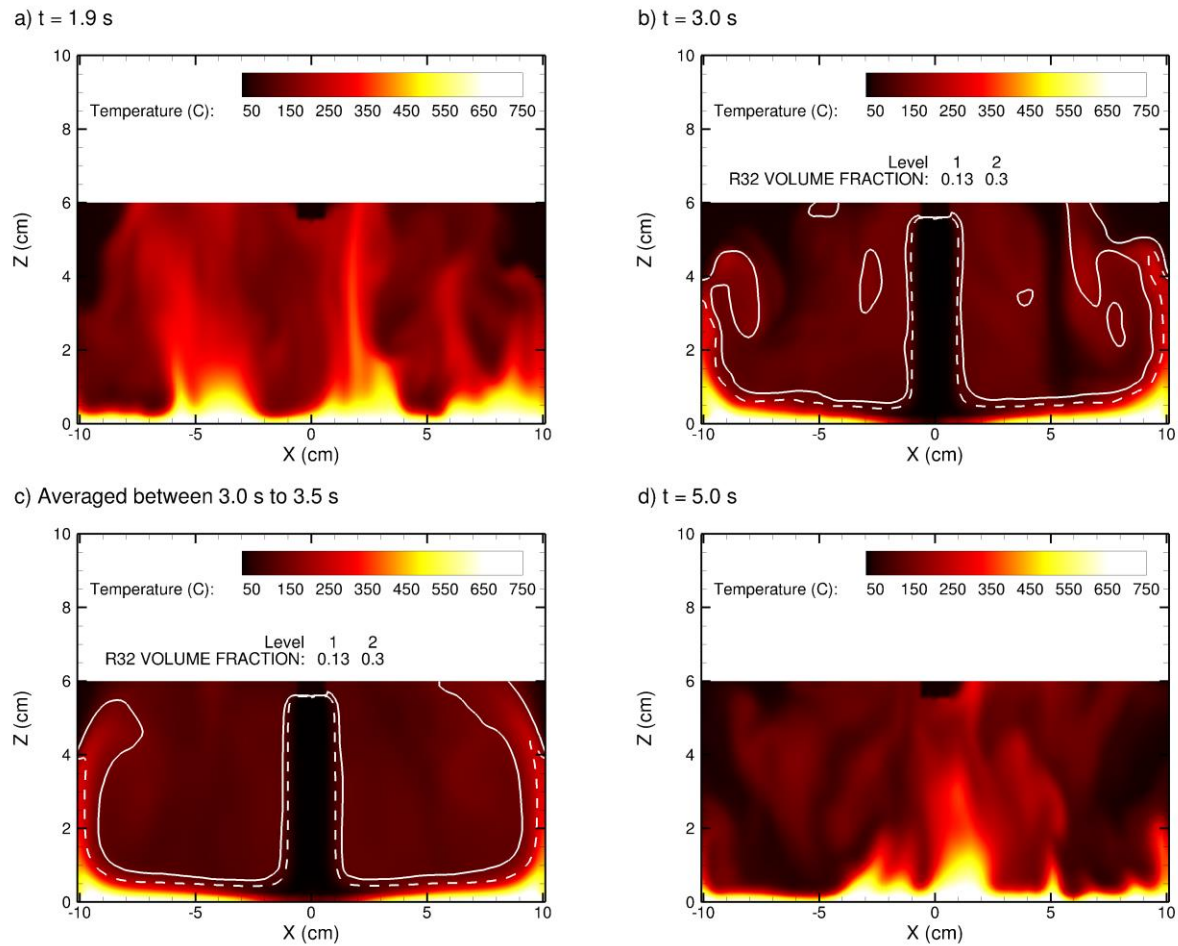 a) t = 1.9 s
10
8
6
4
2
0
Z (cm)
Temperature (C):
50 150 250 350 450 550 650 750
-10 -5 0 5 10
X (cm)
b) t = 3.0 s
10
8
6
4
2
0
Z (cm)
Temperature (C):
50 150 250 350 450 550 650 750
Level 1 2
R32 VOLUME FRACTION: 0.13 0.3
-10 -5 0 5 10
X (cm)
c) Averaged between 3.0 s to 3.5 s
10
8
6
4
2
0
Z (cm)
Temperature (C):
50 150 250 350 450 550 650 750
Level 1 2
R32 VOLUME FRACTION: 0.13 0.3
-10 -5 0 5 10
X (cm)
d) t = 5.0 s
10
8
6
4
2
0
Z (cm)
Temperature (C):
50 150 250 350 450 550 650 750
-10 -5 0 5 10
X (cm)